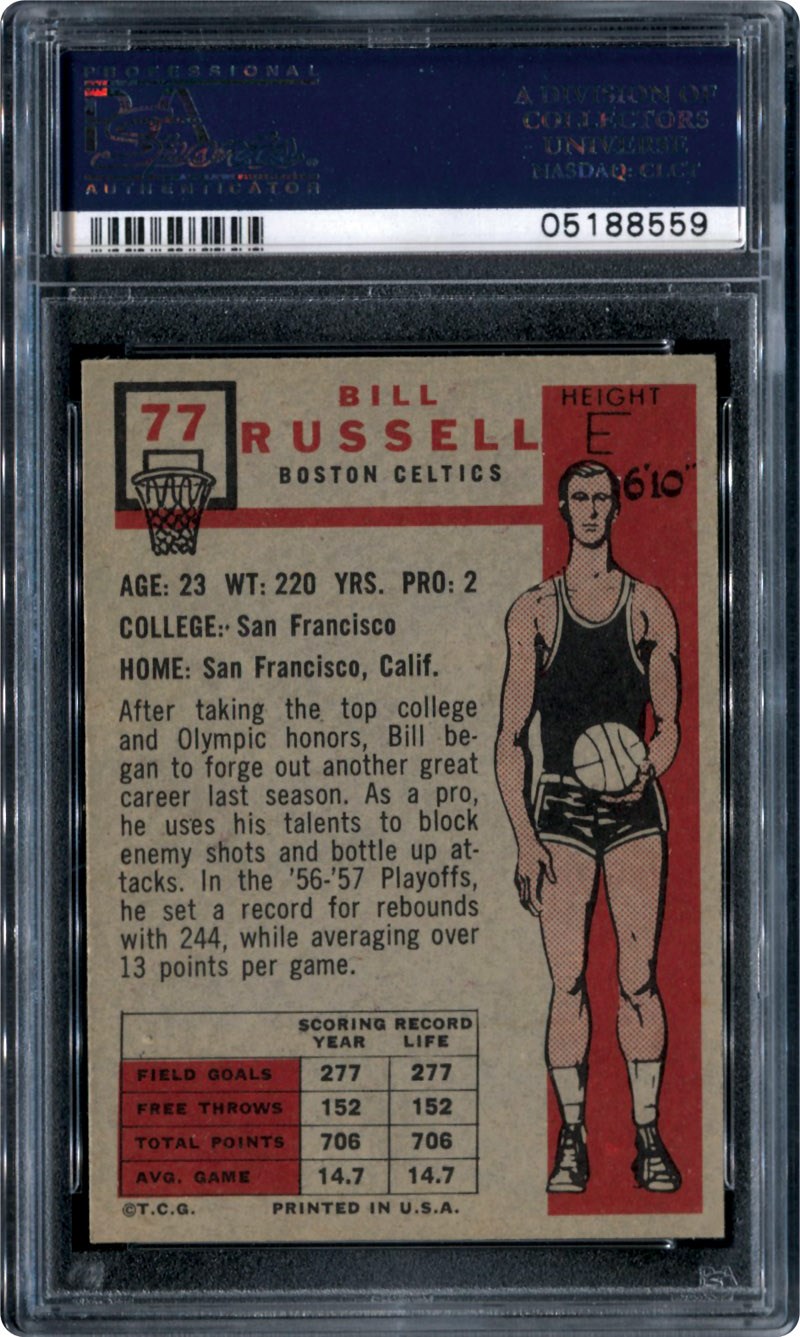 PROFESSIONAL
PSA
AUTHENTICATOR
A DIVISION OF
COLLECTORS
UNIVERSE
NASDAQ: CLCT
05188559
77
BILL
RUSSELL
BOSTON CELTICS
HEIGHT
E
6'10"
AGE: 23 WT: 220 YRS. PRO: 2
COLLEGE: San Francisco
HOME: San Francisco, Calif.
After taking the top college
and Olympic honors, Bill be-
gan to forge out another great
career last season. As a pro,
he uses his talents to block
enemy shots and bottle up at-
tacks. In the '56-'57 Playoffs,
he set a record for rebounds
with 244, while averaging over
13 points per game.
SCORING RECORD
YEAR LIFE
FIELD GOALS 277 277
FREE THROWS 152 152
TOTAL POINTS 706 706
AVG. GAME 14.7 14.7
©T.C.G. PRINTED IN U.S.A.
PSA